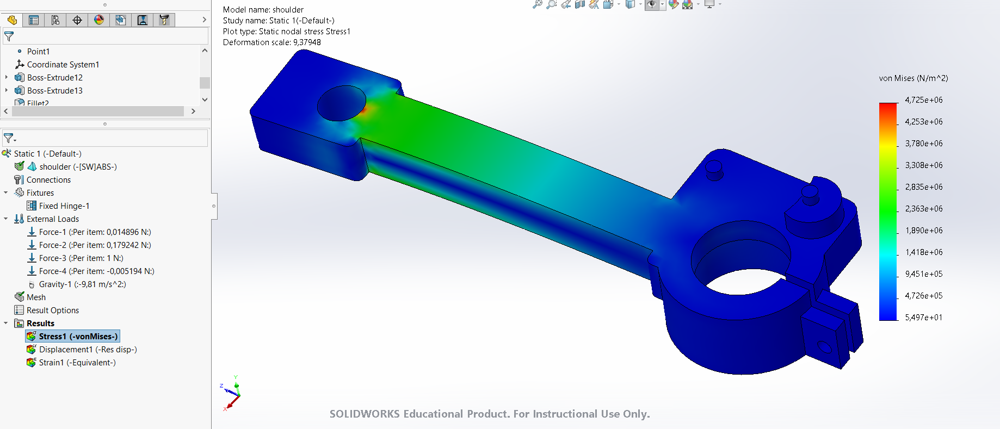 Point1
Coordinate System1
Boss-Extrude12
Boss-Extrude13
Fillet2
Static 1 (-Default-)
shoulder (-[SW]ABS-)
Connections
Fixtures
Fixed Hinge-1
External Loads
Force-1 (:Per item: 0,014896 N:)
Force-2 (:Per item: 0,179242 N:)
Force-3 (:Per item: 1 N:)
Force-4 (:Per item: -0,005194 N:)
Gravity-1 (:-9,81 m/s^2:)
Mesh
Result Options
Results
Stress1 (-vonMises-)
Displacement1 (-Res disp-)
Strain1 (-Equivalent-)
Model name: shoulder
Study name: Static 1(-Default-)
Plot type: Static nodal stress Stress1
Deformation scale: 9,37948
von Mises (N/m^2)
4,725e+06
4,253e+06
3,780e+06
3,308e+06
2,835e+06
2,363e+06
1,890e+06
1,418e+06
9,451e+05
4,726e+05
5,497e+01
Y
Z
X
SOLIDWORKS Educational Product. For Instructional Use Only.